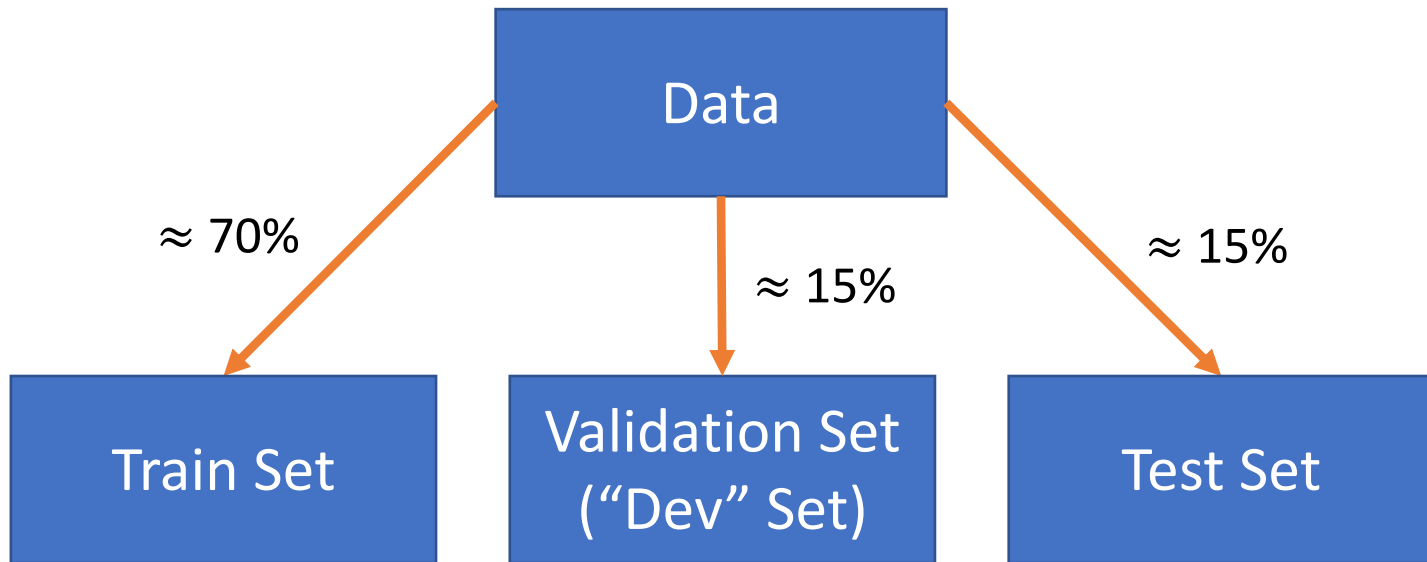 Data
≈ 70%
≈ 15%
≈ 15%
Train Set
Validation Set
(“Dev” Set)
Test Set